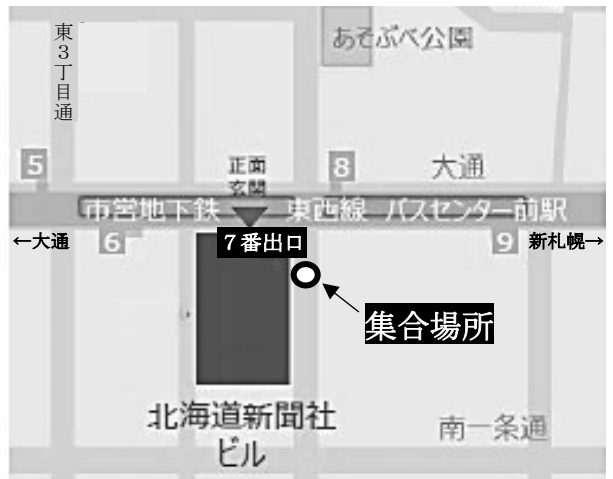 東３丁目通
あそぶべ公園
5
正面
玄関
8
大通
市営地下鉄
東西線 バスセンター前駅
←大通
6
７番出口
9
新札幌→
集合場所
北海道新聞社
ビル
南一条通